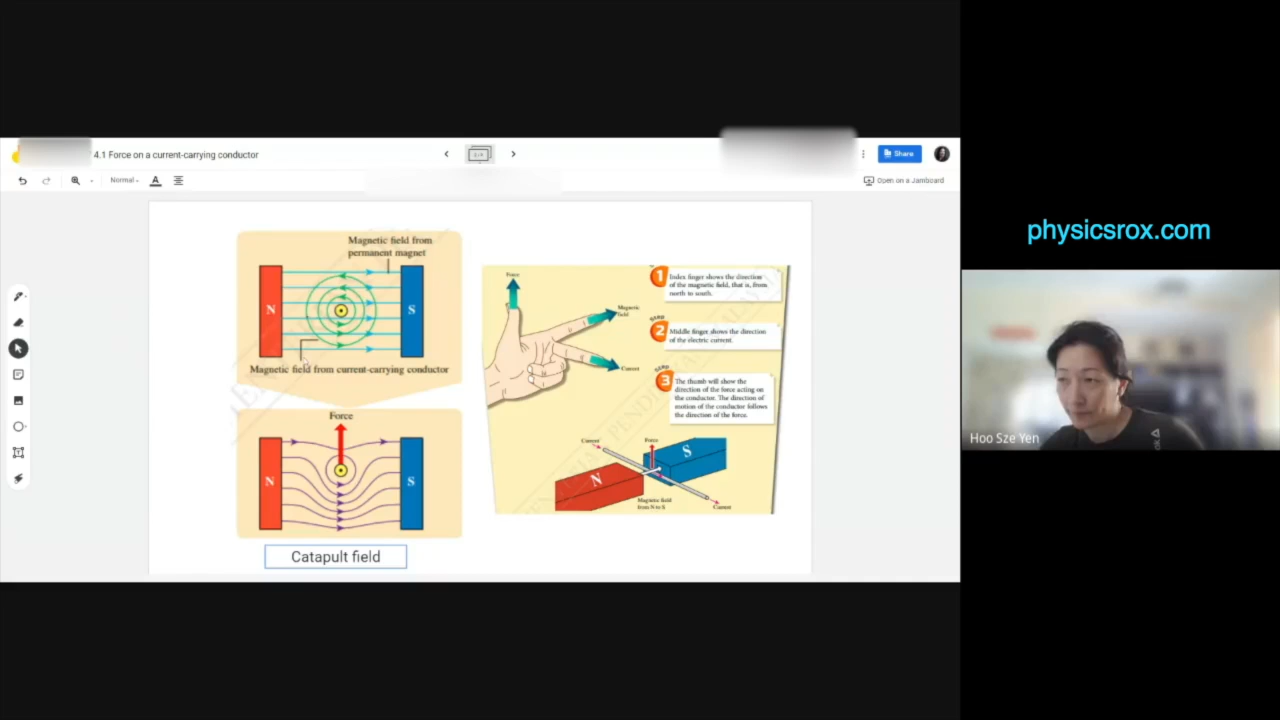 4.1 Force on a current-carrying conductor
Share
Normal
Open on a Jamboard
Magnetic field from
permanent magnet
N
S
Magnetic field from current-carrying conductor
Force
N
S
Catapult field
Force
Magnetic
field
Current
1
Index finger shows the direction
of the magnetic field, that is, from
north to south.
2
Middle finger shows the direction
of the electric current.
3
The thumb will show the
direction of the force acting on
the conductor. The direction of
motion of the conductor follows
the direction of the force.
Current
Force
S
N
Magnetic field
from N to S
Current
physicsrox.com
Hoo Sze Yen